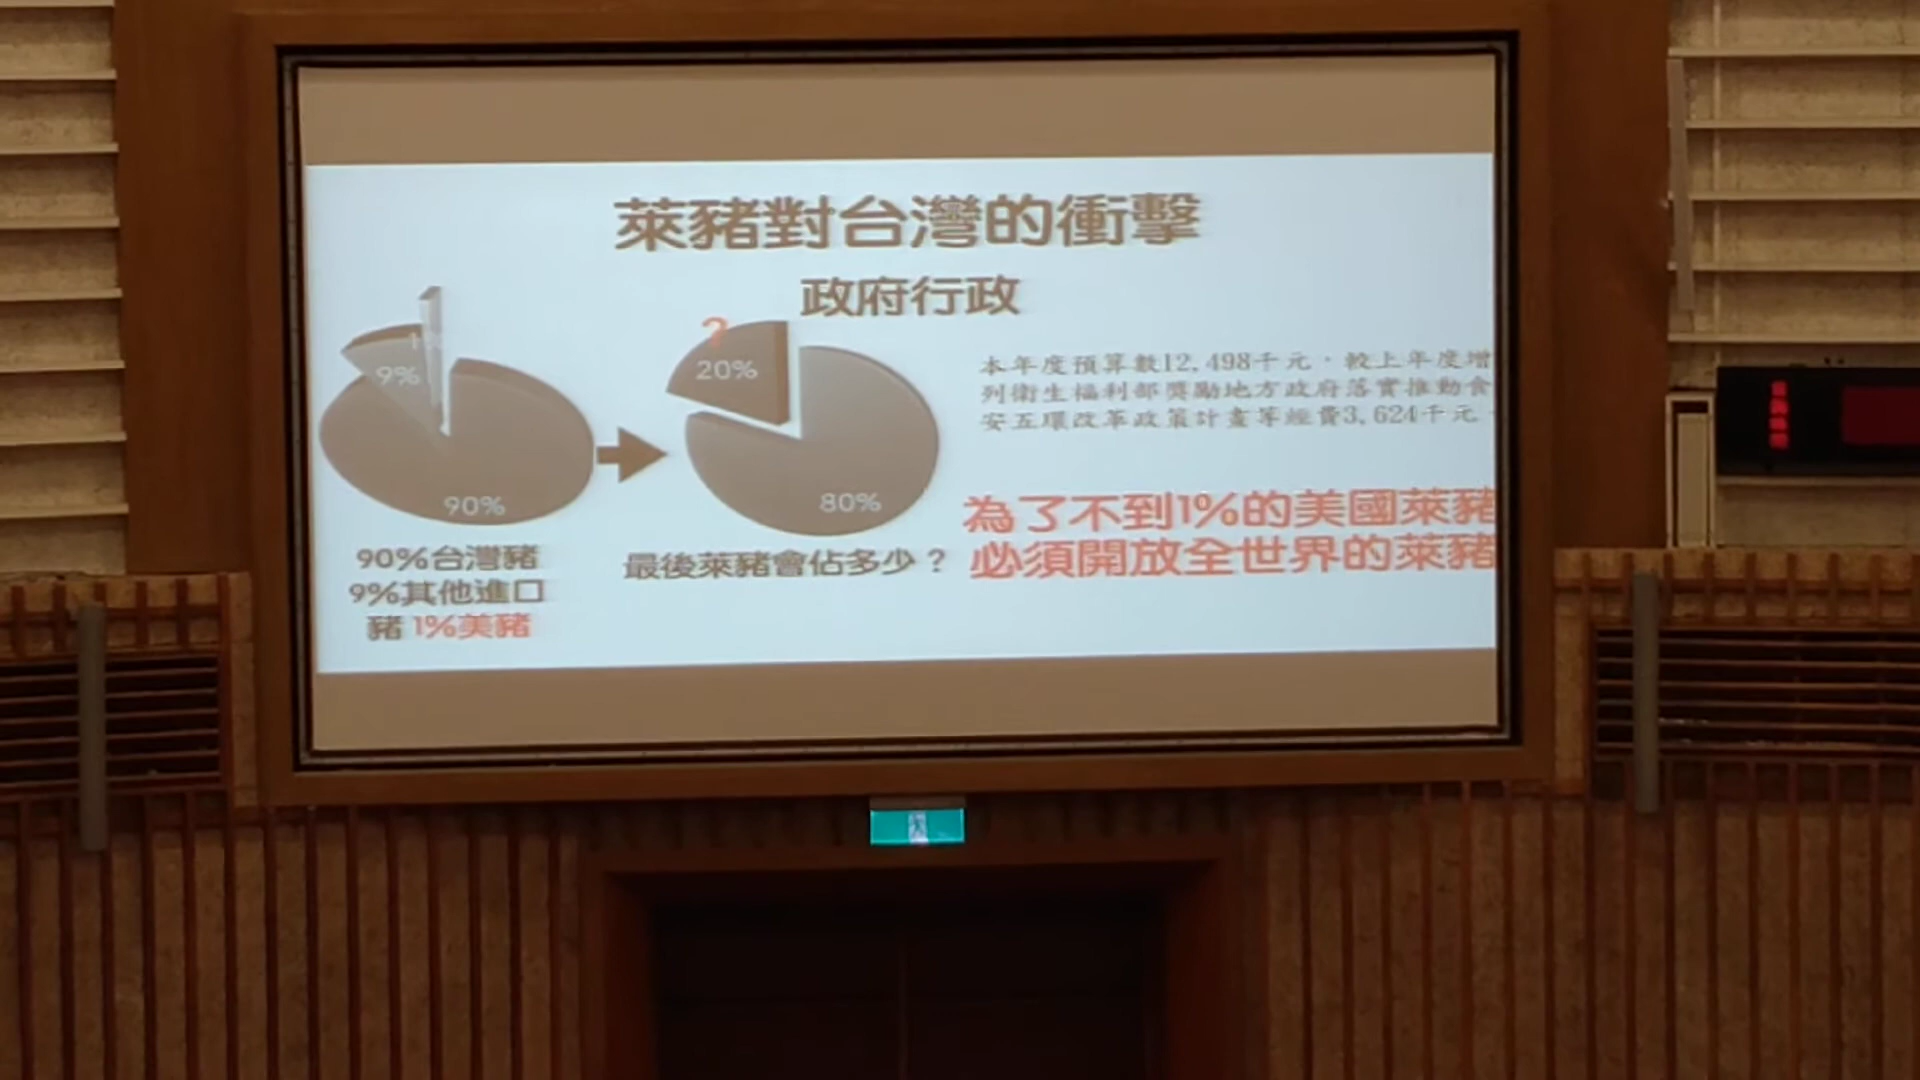 萊豬對台灣的衝擊
政府行政
1%
9%
90%
90%台灣豬
9%其他進口
豬 1%美豬
?
20%
80%
最後萊豬會佔多少？
本年度預算數12,498千元，較上年度增
列衛生福利部獎勵地方政府落實推動食
安五環改革政策計畫等經費3,624千元
為了不到1%的美國萊豬
必須開放全世界的萊豬